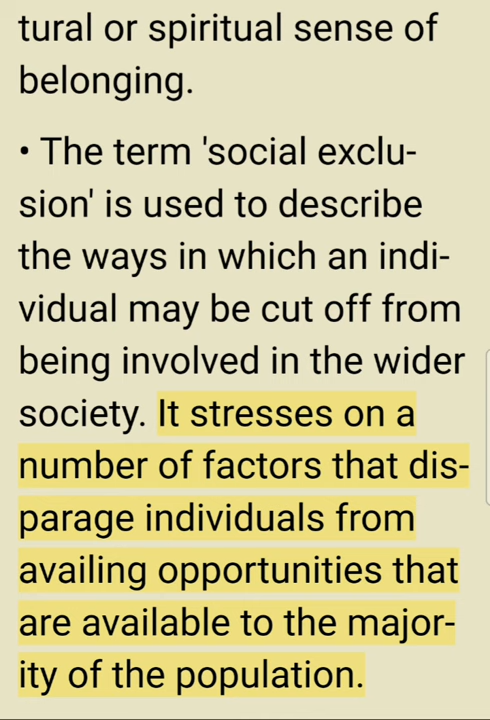 tural or spiritual sense of
belonging.
• The term 'social exclu-
sion' is used to describe
the ways in which an indi-
vidual may be cut off from
being involved in the wider
society. It stresses on a
number of factors that dis-
parage individuals from
availing opportunities that
are available to the major-
ity of the population.